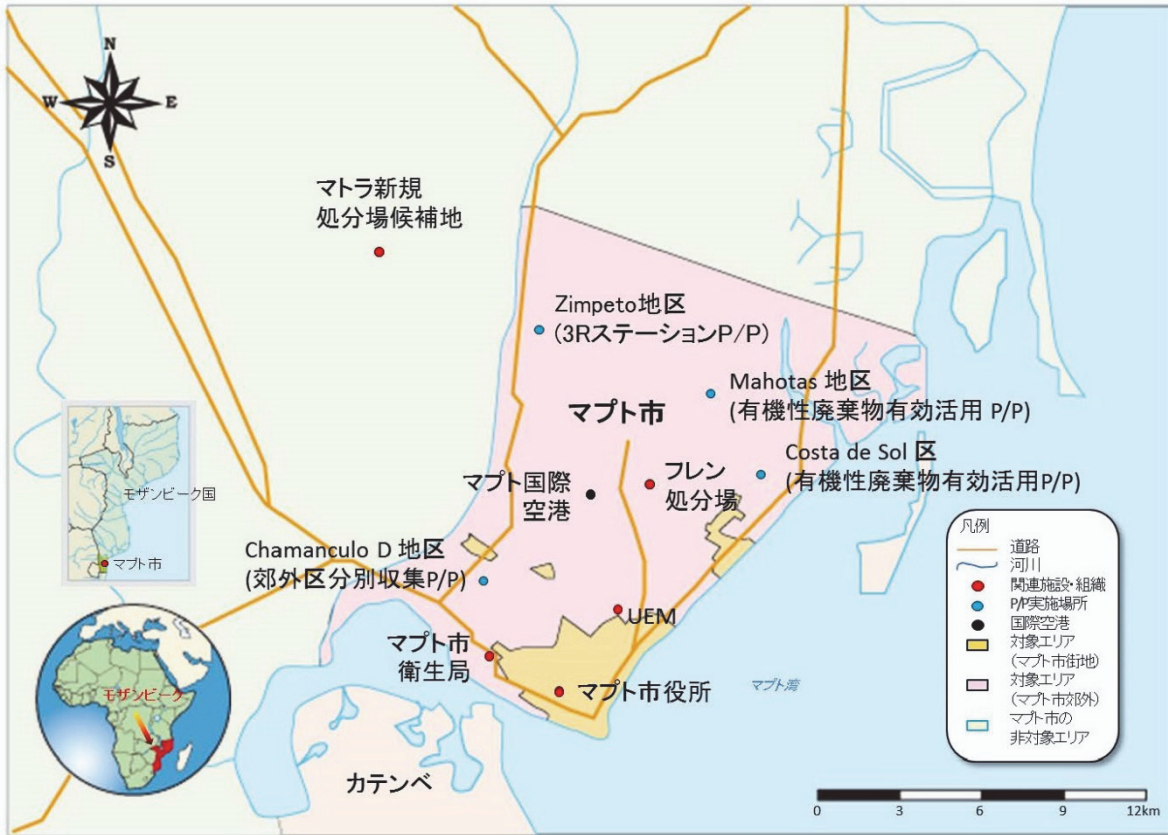 N
W
E
S
マトラ新規
処分場候補地
Zimpeto地区
(3RステーションP/P)
Mahotas 地区
(有機性廃棄物有効活用 P/P)
マプト市
Costa de Sol 区
(有機性廃棄物有効活用P/P)
マプト国際
空港
フレン
処分場
モザンビーク国
マプト市
Chamanculo D 地区
(郊外区分別収集P/P)
UEM
マプト市
衛生局
マプト市役所
マプト湾
モザンビーク
カテンベ
凡例
道路
河川
関連施設・組織
P/P実施場所
国際空港
対象エリア
(マプト市街地)
対象エリア
(マプト市郊外)
マプト市の
非対象エリア
0 3 6 9 12km